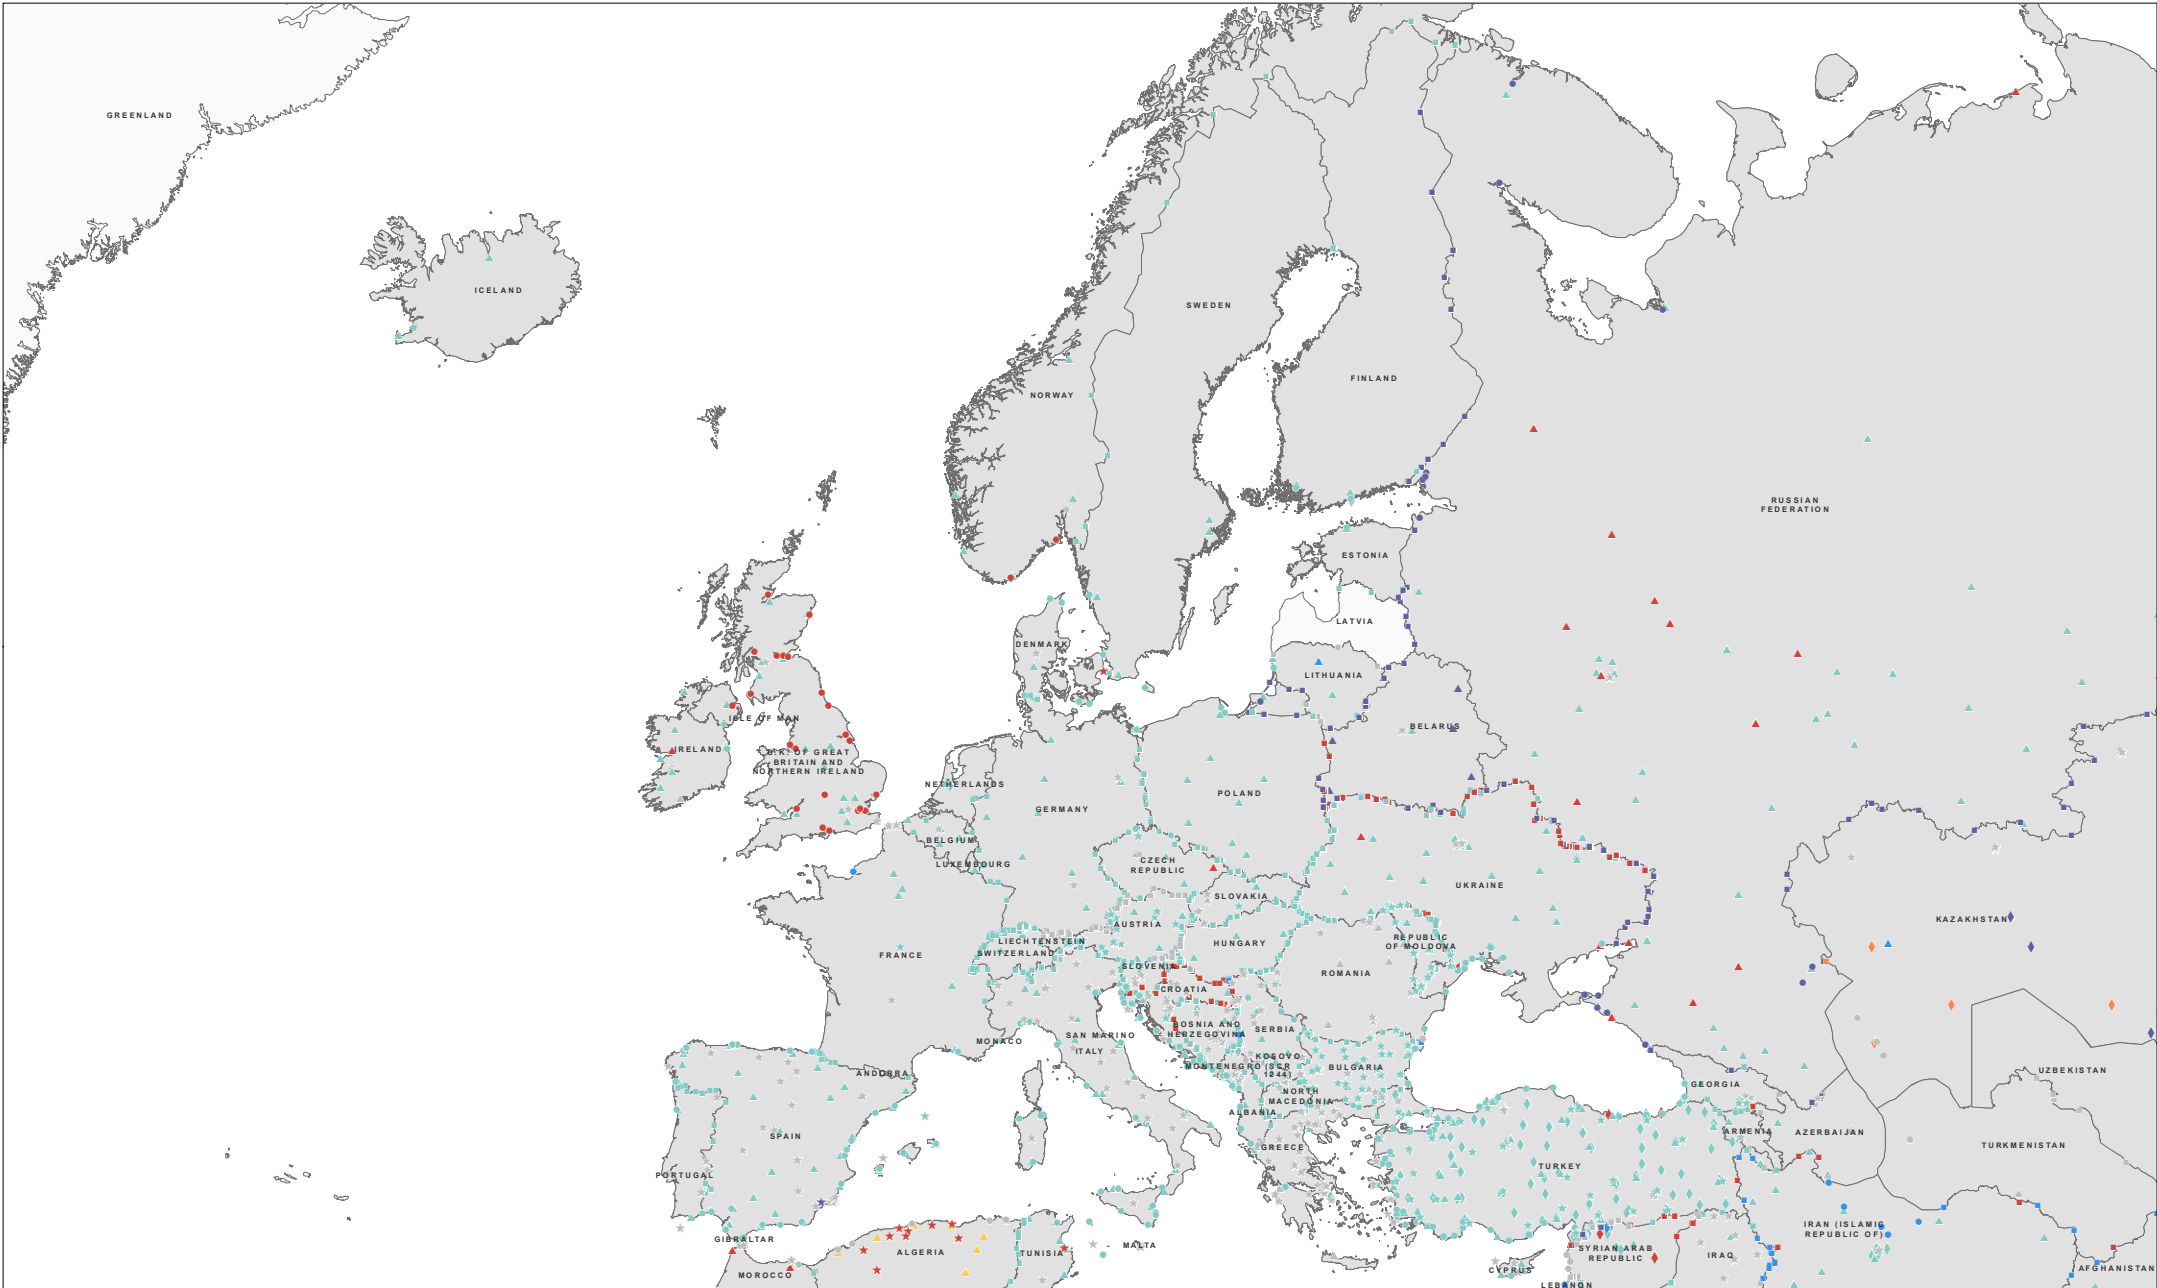 GREENLAND
ICELAND
SWEDEN
FINLAND
NORWAY
RUSSIAN
FEDERATION
ESTONIA
LATVIA
DENMARK
LITHUANIA
ISLE OF MAN
BELARUS
IRELAND
U.K. OF GREAT
BRITAIN AND
NORTHERN IRELAND
NETHERLANDS
POLAND
GERMANY
BELGIUM
LUXEMBOURG
CZECH
REPUBLIC
UKRAINE
SLOVAKIA
KAZAKHSTAN
AUSTRIA
REPUBLIC
OF MOLDOVA
LIECHTENSTEIN
HUNGARY
SWITZERLAND
FRANCE
SLOVENIA
ROMANIA
CROATIA
BOSNIA AND
HERZEGOVINA
SERBIA
SAN MARINO
MONACO
ITALY
KOSOVO
(SCR
1244)
MONTENEGRO
BULGARIA
ANDORRA
UZBEKISTAN
GEORGIA
NORTH
MACEDONIA
ALBANIA
SPAIN
ARMENIA
AZERBAIJAN
GREECE
TURKMENISTAN
TURKEY
PORTUGAL
IRAN (ISLAMIC
REPUBLIC OF)
GIBRALTAR
MALTA
ALGERIA
TUNISIA
SYRIAN ARAB
REPUBLIC
IRAQ
CYPRUS
MOROCCO
AFGHANISTAN
LEBANON